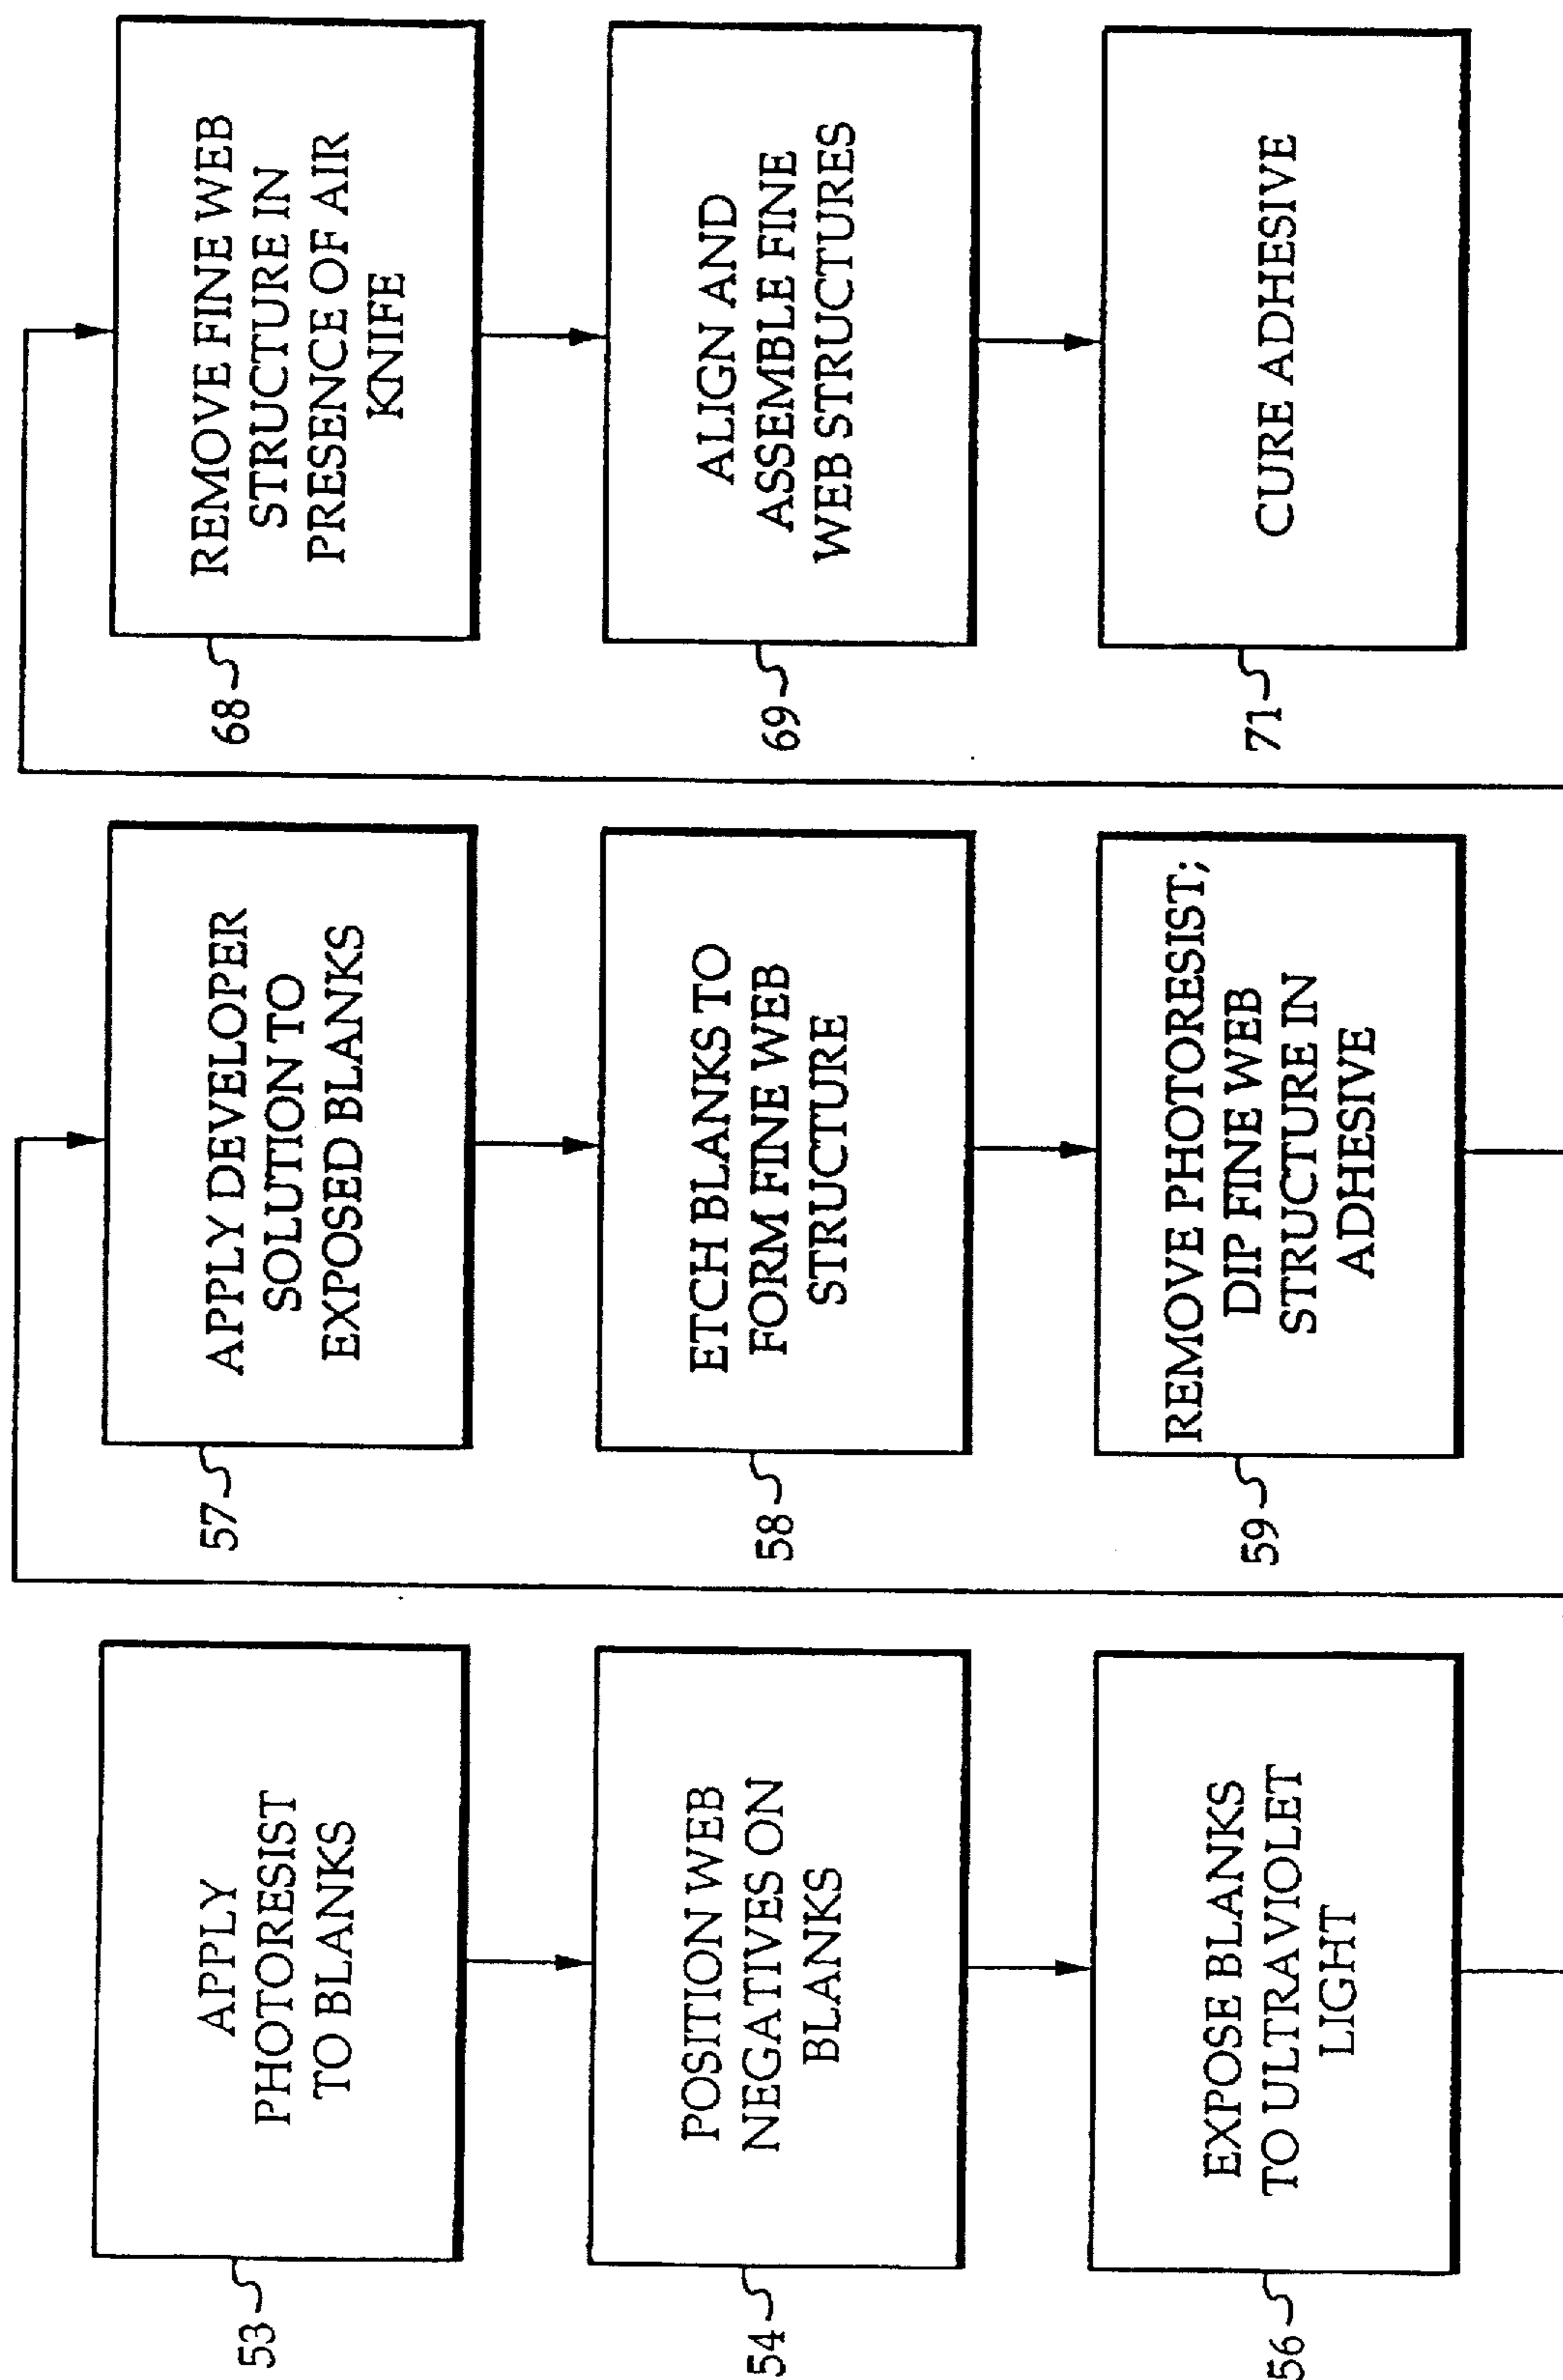 53
APPLY
PHOTORESIST
TO BLANKS
54
POSITION WEB
NEGATIVES ON
BLANKS
56
EXPOSE BLANKS
TO ULTRAVIOLET
LIGHT
57
APPLY DEVELOPER
SOLUTION TO
EXPOSED BLANKS
58
ETCH BLANKS TO
FORM FINE WEB
STRUCTURE
59
REMOVE PHOTORESIST;
DIP FINE WEB
STRUCTURE IN
ADHESIVE
68
REMOVE FINE WEB
STRUCTURE IN
PRESENCE OF AIR
KNIFE
69
ALIGN AND
ASSEMBLE FINE
WEB STRUCTURES
71
CURE ADHESIVE